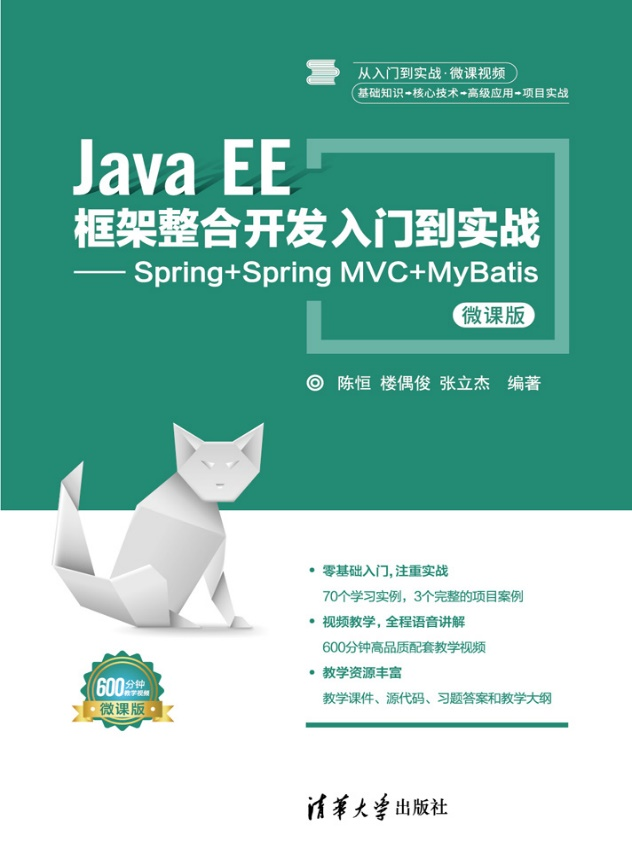 从入门到实战·微课视频
基础知识→核心技术→高级应用→项目实战
Java EE
框架整合开发入门到实战
——Spring+Spring MVC+MyBatis
微课版
陈恒 楼偶俊 张立杰 编著
• 零基础入门,注重实战
70个学习实例,3个完整的项目案例
• 视频教学,全程语音讲解
600分钟高品质配套教学视频
• 教学资源丰富
教学课件、源代码、习题答案和教学大纲
600分钟
教学视频
微课版
清华大学出版社